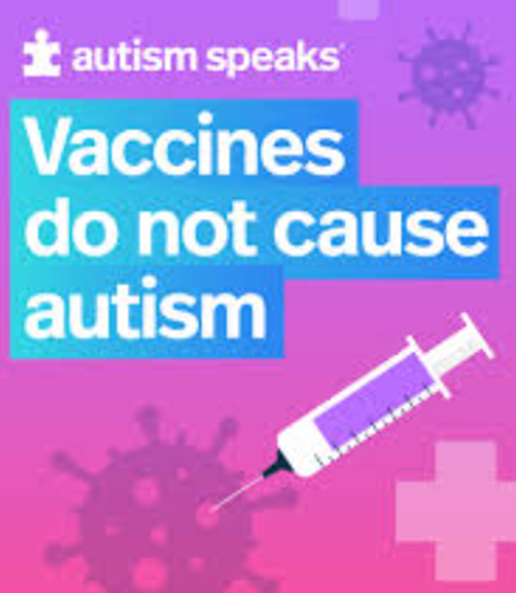 autism speaks®
Vaccines
do not cause
autism